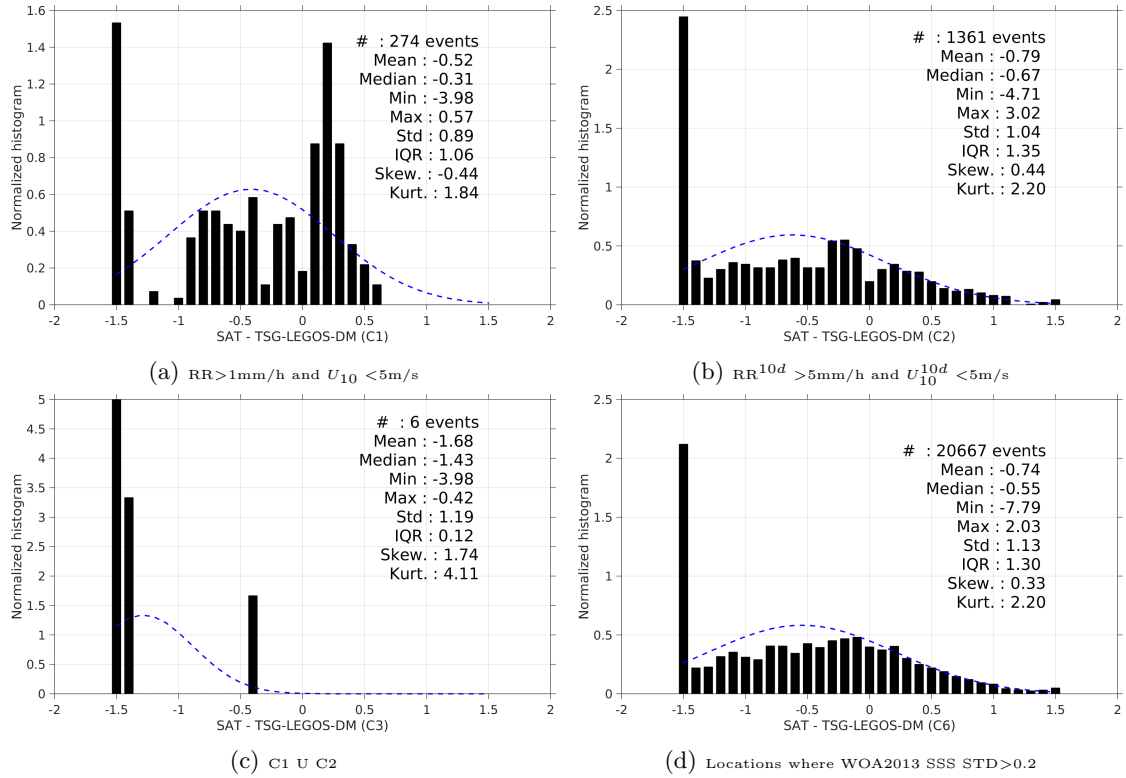 1.6
1.4
1.2
1
0.8
0.6
0.4
0.2
0
Normalized histogram
# : 274 events
Mean : -0.52
Median : -0.31
Min : -3.98
Max : 0.57
Std : 0.89
IQR : 1.06
Skew. : -0.44
Kurt. : 1.84
-2 -1.5 -1 -0.5 0 0.5 1 1.5 2
SAT - TSG-LEGOS-DM (C1)
(a) RR>1mm/h and U10 <5m/s
2.5
2
1.5
1
0.5
0
Normalized histogram
# : 1361 events
Mean : -0.79
Median : -0.67
Min : -4.71
Max : 3.02
Std : 1.04
IQR : 1.35
Skew. : 0.44
Kurt. : 2.20
-2 -1.5 -1 -0.5 0 0.5 1 1.5 2
SAT - TSG-LEGOS-DM (C2)
(b) RR10d >5mm/h and U10d10 <5m/s
5
4.5
4
3.5
3
2.5
2
1.5
1
0.5
0
Normalized histogram
# : 6 events
Mean : -1.68
Median : -1.43
Min : -3.98
Max : -0.42
Std : 1.19
IQR : 0.12
Skew. : 1.74
Kurt. : 4.11
-2 -1.5 -1 -0.5 0 0.5 1 1.5 2
SAT - TSG-LEGOS-DM (C3)
(c) C1 U C2
2.5
2
1.5
1
0.5
0
Normalized histogram
# : 20667 events
Mean : -0.74
Median : -0.55
Min : -7.79
Max : 2.03
Std : 1.13
IQR : 1.30
Skew. : 0.33
Kurt. : 2.20
-2 -1.5 -1 -0.5 0 0.5 1 1.5 2
SAT - TSG-LEGOS-DM (C6)
(d) Locations where WOA2013 SSS STD>0.2